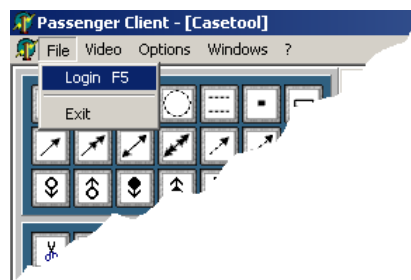 Passenger Client - [Casetool]
File Video Options Windows ?
Login F5
Exit